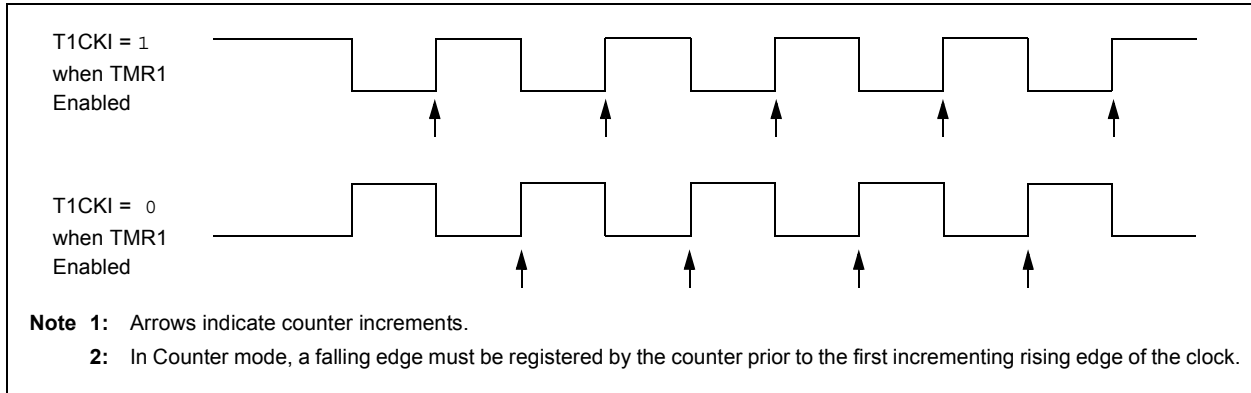 T1CKI = 1
when TMR1
Enabled
T1CKI = 0
when TMR1
Enabled
Note 1: Arrows indicate counter increments.
2: In Counter mode, a falling edge must be registered by the counter prior to the first incrementing rising edge of the clock.